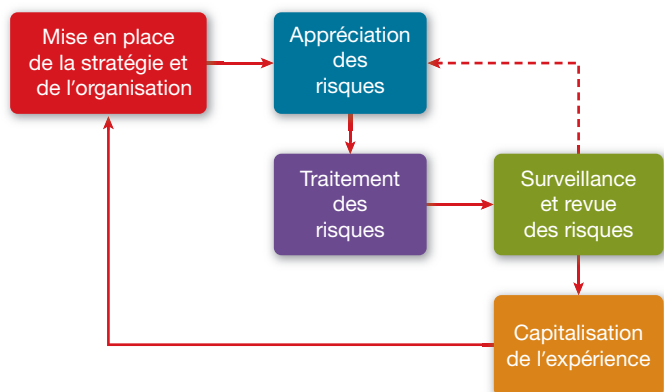 Mise en place
de la stratégie et
de l'organisation
Appréciation
des
risques
Traitement
des
risques
Surveillance
et revue
des risques
Capitalisation
de l'expérience